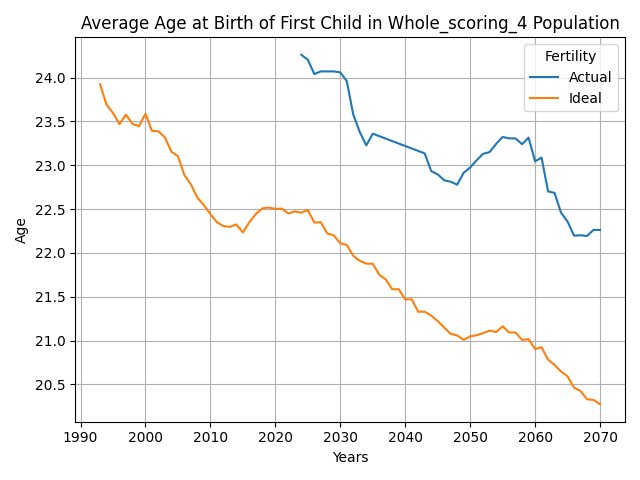 Average Age at Birth of First Child in Whole_scoring_4 Population
Fertility
Actual
Ideal
24.0
23.5
23.0
22.5
22.0
21.5
21.0
20.5
Age
1990 2000 2010 2020 2030 2040 2050 2060 2070
Years